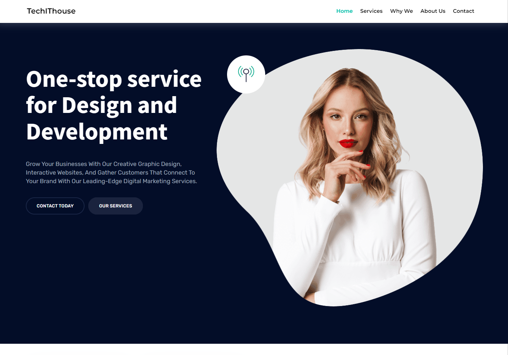 TechIThouse
Home Services Why We About Us Contact
One-stop service
for Design and
Development
Grow Your Businesses With Our Creative Graphic Design,
Interactive Websites, And Gather Customers That Connect To
Your Brand With Our Leading-Edge Digital Marketing Services.
CONTACT TODAY OUR SERVICES